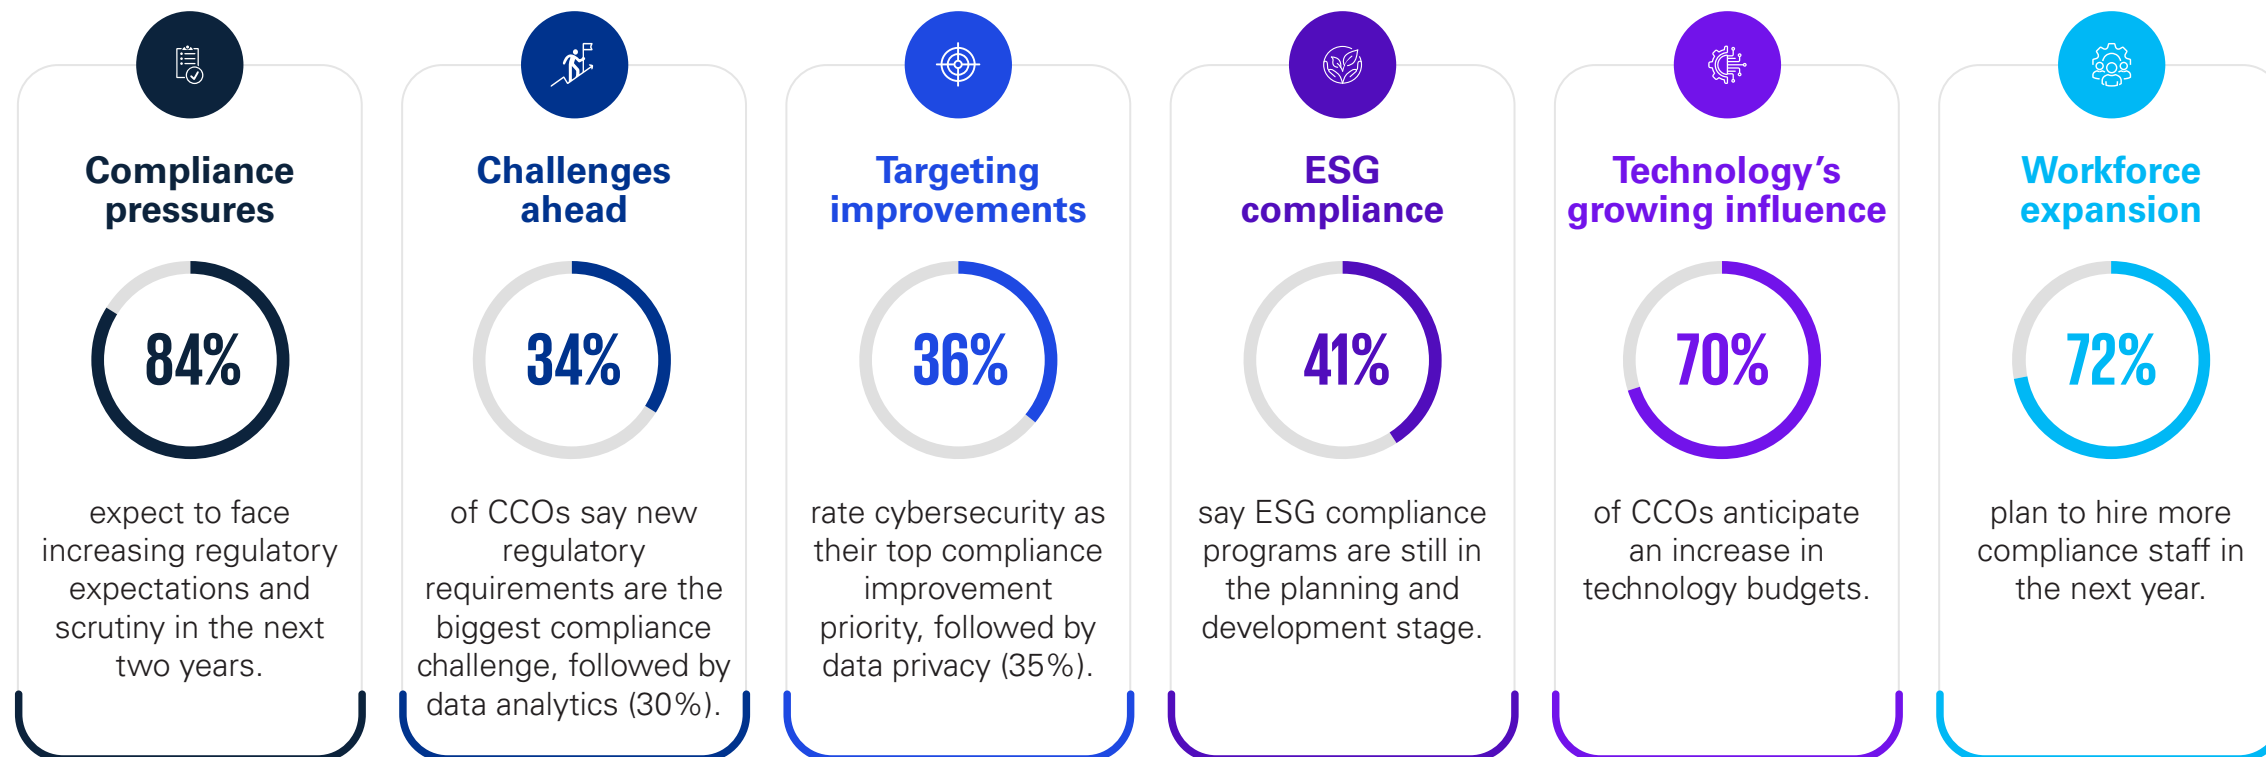 Compliance
pressures
84%
expect to face
increasing regulatory
expectations and
scrutiny in the next
two years.
Challenges
ahead
34%
of CCOs say new
regulatory
requirements are the
biggest compliance
challenge, followed by
data analytics (30%).
Targeting
improvements
36%
rate cybersecurity as
their top compliance
improvement
priority, followed by
data privacy (35%).
ESG
compliance
41%
say ESG compliance
programs are still in
the planning and
development stage.
Technology’s
growing influence
70%
of CCOs anticipate
an increase in
technology budgets.
Workforce
expansion
72%
plan to hire more
compliance staff in
the next year.